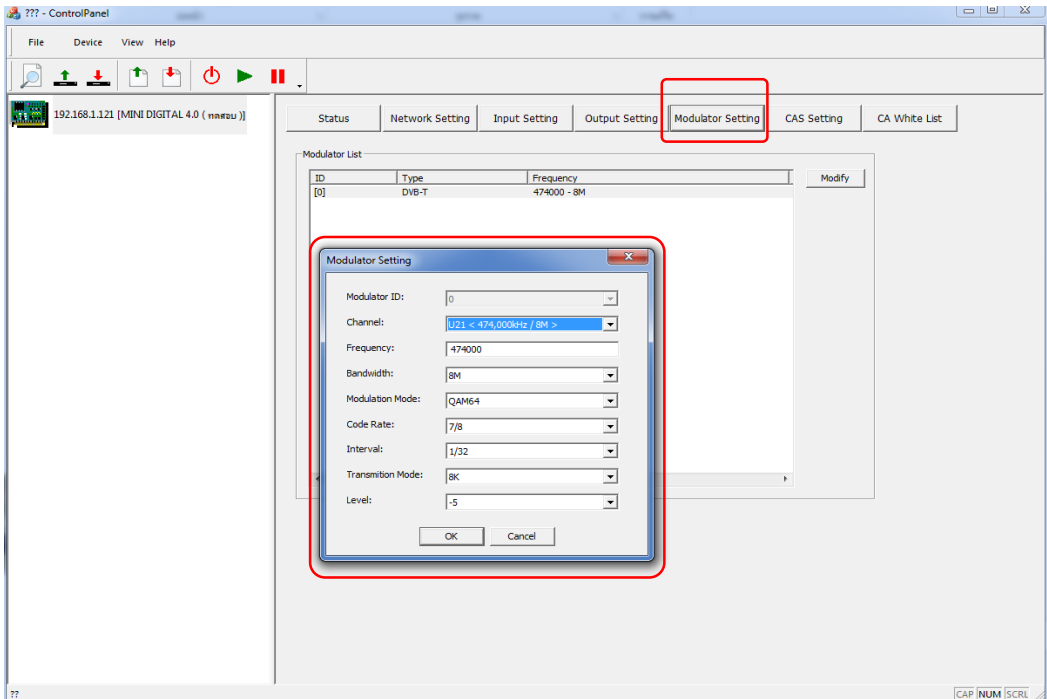 ??? - ControlPanel
File Device View Help
192.168.1.121 [MINI DIGITAL 4.0 ( ทดสอบ )]
Status Network Setting Input Setting Output Setting Modulator Setting CAS Setting CA White List
Modulator List
ID Type Frequency
[0] DVB-T 474000 - 8M
Modify
Modulator Setting
Modulator ID: 0
Channel: U21 < 474,000kHz / 8M >
Frequency: 474000
Bandwidth: 8M
Modulation Mode: QAM64
Code Rate: 7/8
Interval: 1/32
Transmition Mode: 8K
Level: -5
OK Cancel
?? CAP NUM SCRL